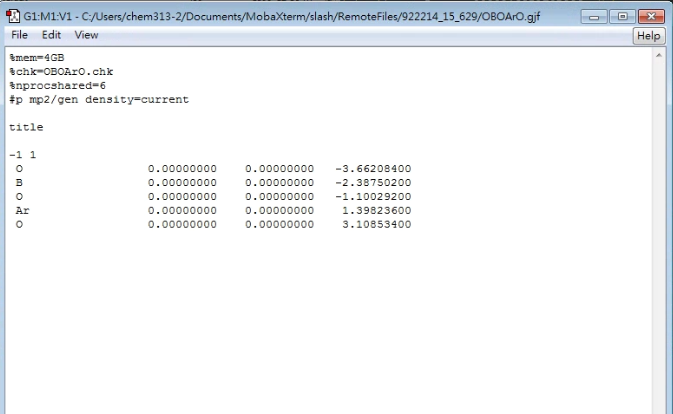 G1:M1:V1 - C:/Users/chem313-2/Documents/MobaXterm/slash/RemoteFiles/922214_15_629/OBOArO.gjf
File Edit View Help
%mem=4GB
%chk=OBOArO.chk
%nprocshared=6
#p mp2/gen density=current
title
-1 1
O 0.00000000 0.00000000 -3.66208400
B 0.00000000 0.00000000 -2.38750200
O 0.00000000 0.00000000 -1.10029200
Ar 0.00000000 0.00000000 1.39823600
O 0.00000000 0.00000000 3.10853400